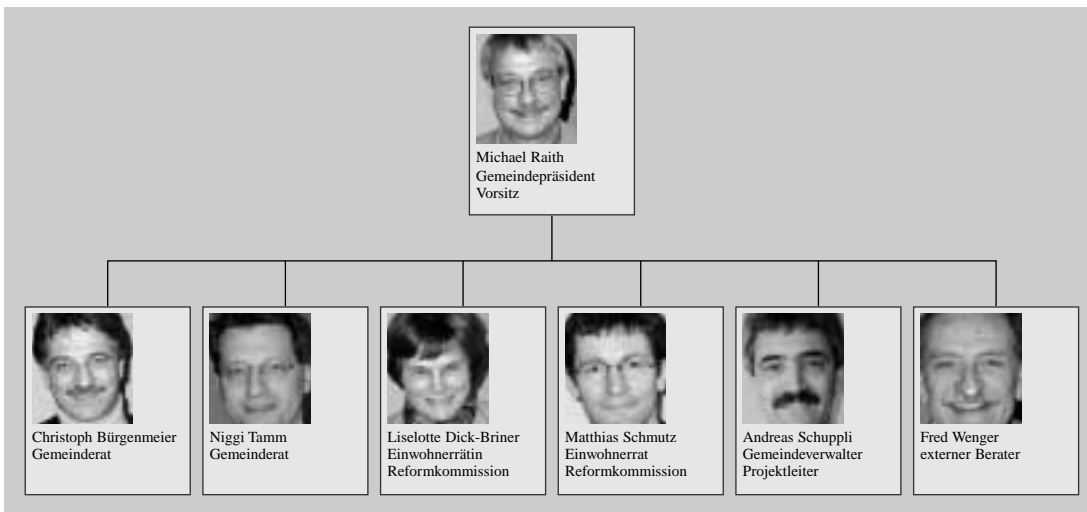 Michael Raith
Gemeindepräsident
Vorsitz
Christoph Bürgenmeier
Gemeinderat
Niggi Tamm
Gemeinderat
Liselotte Dick-Briner
Einwohnerrätin
Reformkommission
Matthias Schmutz
Einwohnerrat
Reformkommission
Andreas Schuppli
Gemeindeverwalter
Projektleiter
Fred Wenger
externer Berater